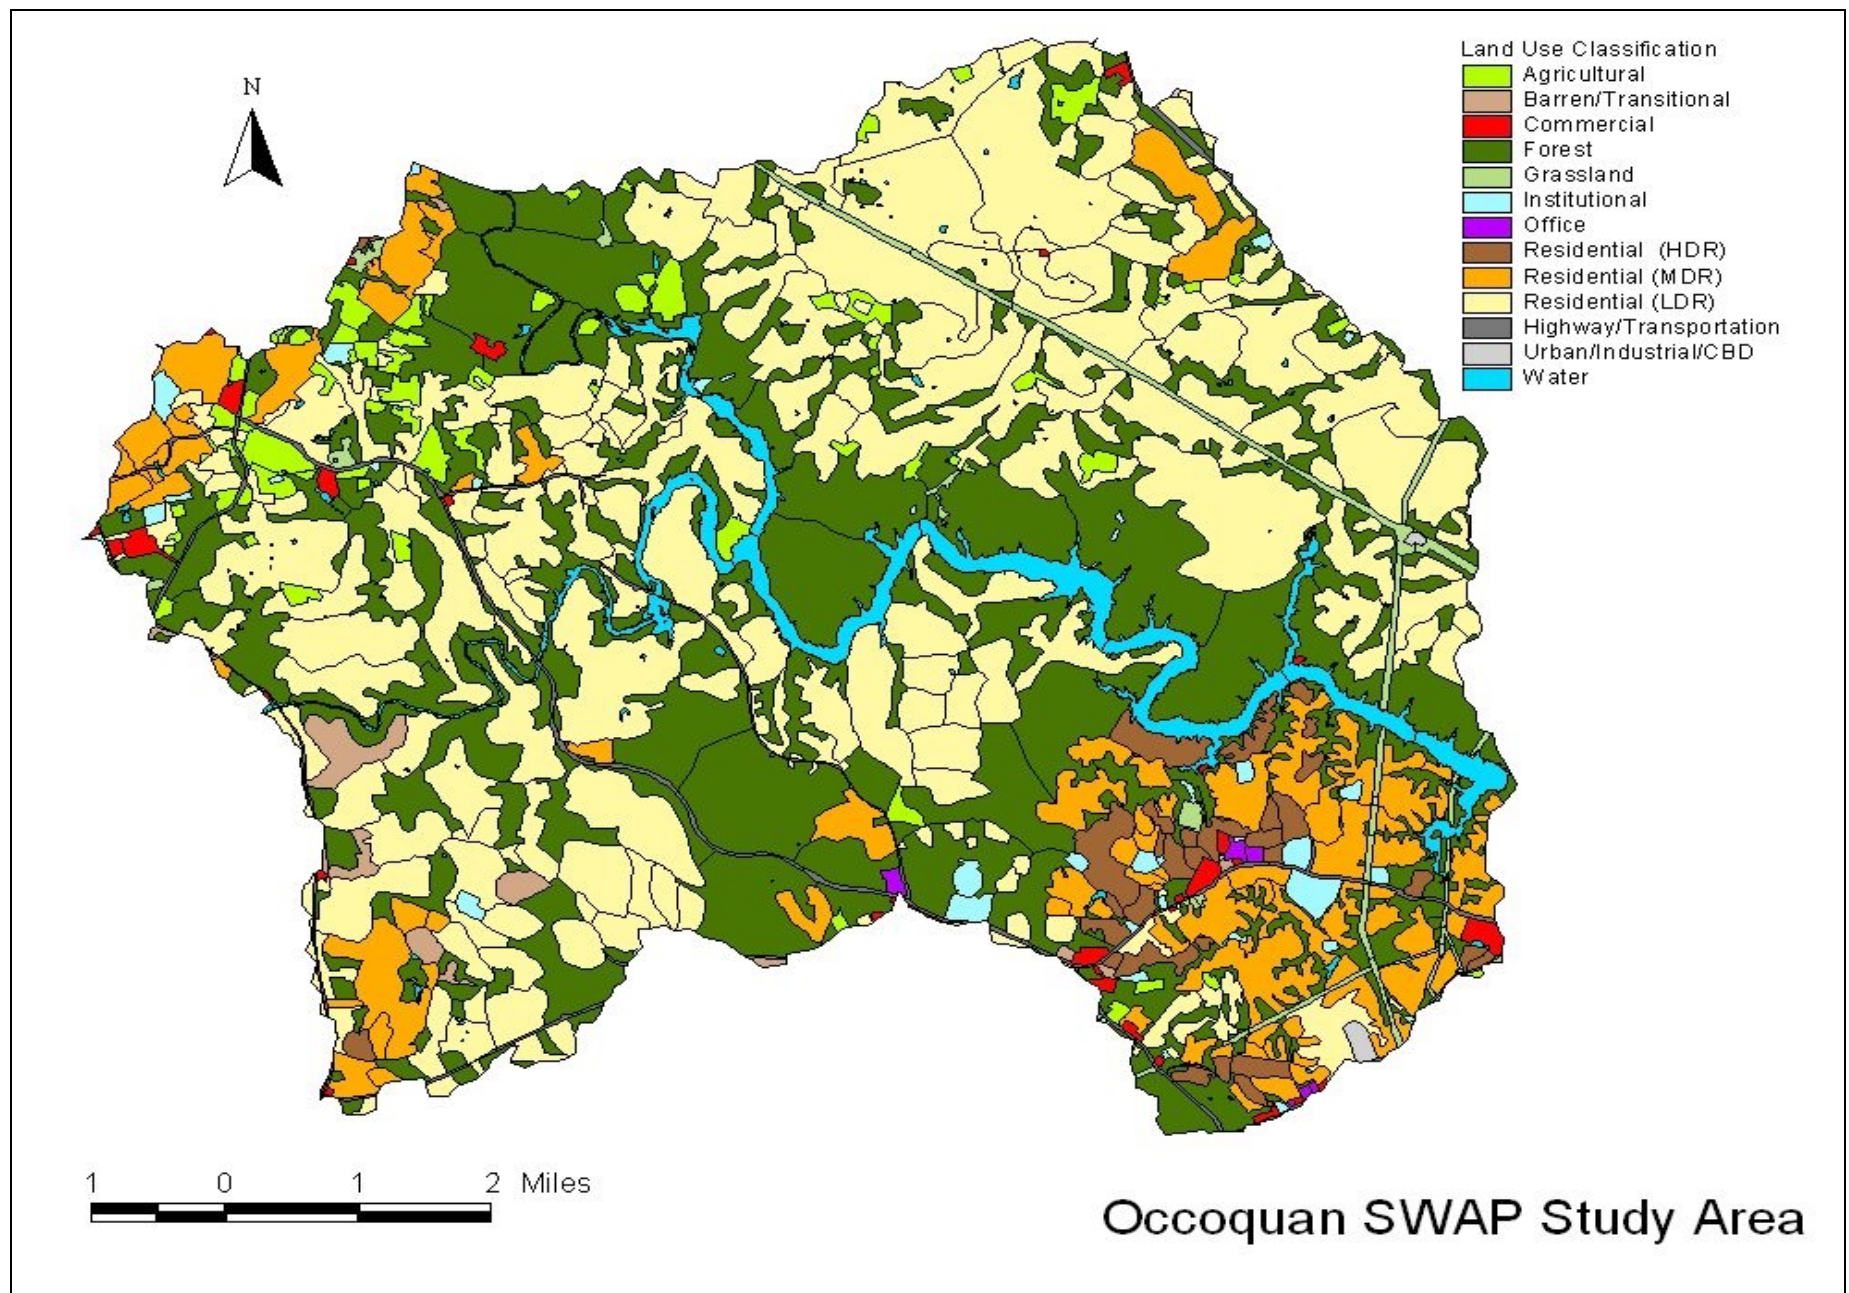 N
Land Use Classification
Agricultural
Barren/Transitional
Commercial
Forest
Grassland
Institutional
Office
Residential (HDR)
Residential (MDR)
Residential (LDR)
Highway/Transportation
Urban/Industrial/CBD
Water
1 0 1 2 Miles
Occoquan SWAP Study Area